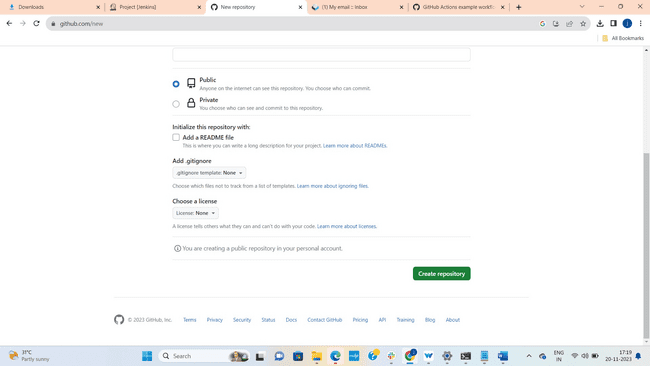 Downloads
Project [Jenkins]
New repository
(1) My email :: Inbox
GitHub Actions example workfl
github.com/new
All Bookmarks
Public
Anyone on the internet can see this repository. You choose who can commit.
Private
You choose who can see and commit to this repository.
Initialize this repository with:
Add a README file
This is where you can write a long description for your project. Learn more about READMEs.
Add .gitignore
.gitignore template: None
Choose which files not to track from a list of templates. Learn more about ignoring files.
Choose a license
License: None
A license tells others what they can and can't do with your code. Learn more about licenses.
You are creating a public repository in your personal account.
Create repository
© 2023 GitHub, Inc. Terms Privacy Security Status Docs Contact GitHub Pricing API Training Blog About
31°C
Partly sunny
Search
ENG
IN
17:19
20-11-2023